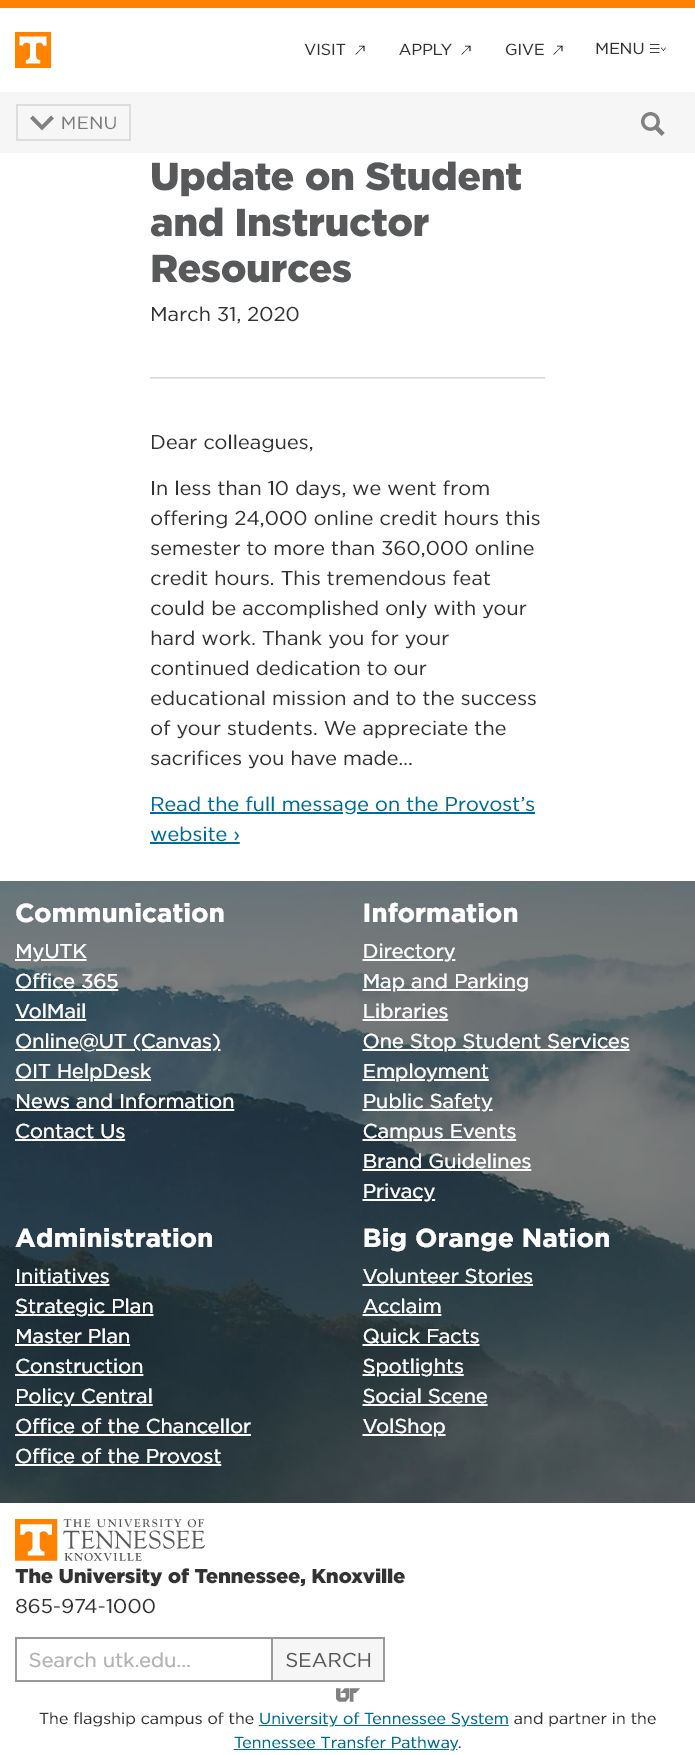 T
VISIT APPLY GIVE MENU
MENU
Update on Student
and Instructor
Resources
March 31, 2020
Dear colleagues,
In less than 10 days, we went from
offering 24,000 online credit hours this
semester to more than 360,000 online
credit hours. This tremendous feat
could be accomplished only with your
hard work. Thank you for your
continued dedication to our
educational mission and to the success
of your students. We appreciate the
sacrifices you have made...
Read the full message on the Provost’s
website ›
Communication
MyUTK
Office 365
VolMail
Online@UT (Canvas)
OIT HelpDesk
News and Information
Contact Us
Information
Directory
Map and Parking
Libraries
One Stop Student Services
Employment
Public Safety
Campus Events
Brand Guidelines
Privacy
Administration
Initiatives
Strategic Plan
Master Plan
Construction
Policy Central
Office of the Chancellor
Office of the Provost
Big Orange Nation
Volunteer Stories
Acclaim
Quick Facts
Spotlights
Social Scene
VolShop
T
THE UNIVERSITY OF
TENNESSEE
KNOXVILLE
The University of Tennessee, Knoxville
865-974-1000
Search utk.edu... SEARCH
UT
The flagship campus of the University of Tennessee System and partner in the
Tennessee Transfer Pathway.